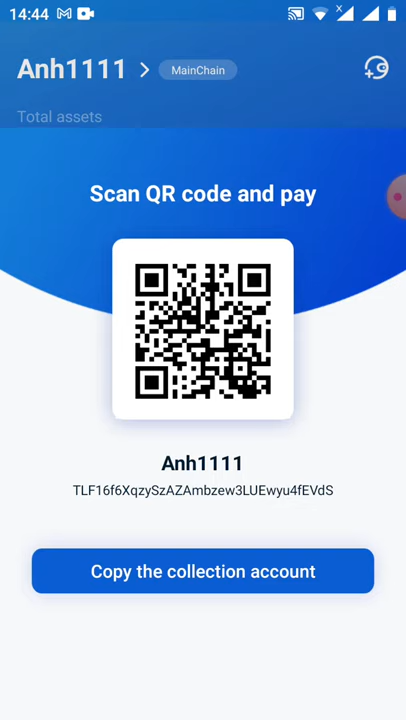 14:44
Anh1111
MainChain
Total assets
Scan QR code and pay
Anh1111
TLF16f6XqzySzAZAmbzew3LUEwyu4fEVdS
Copy the collection account